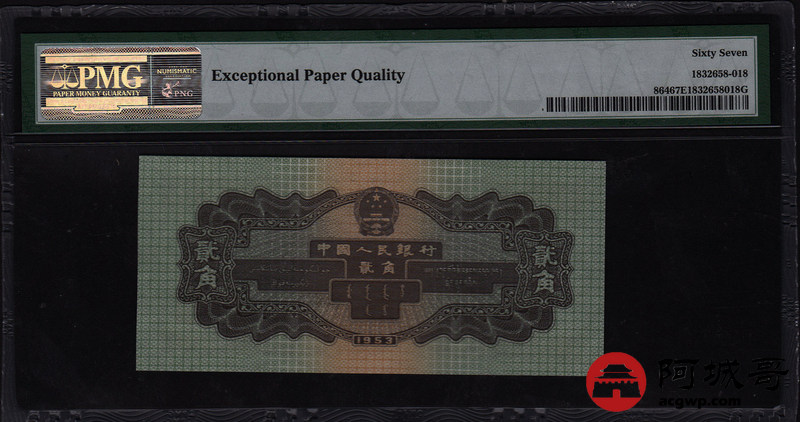 PMG
PAPER MONEY GUARANTY
NUMISMATIC
PNG
Exceptional Paper Quality
Sixty Seven
1832658-018
86467E1832658018G
中國人民銀行
貳角
貳角
貳角
1953
阿城哥
acgwp.com